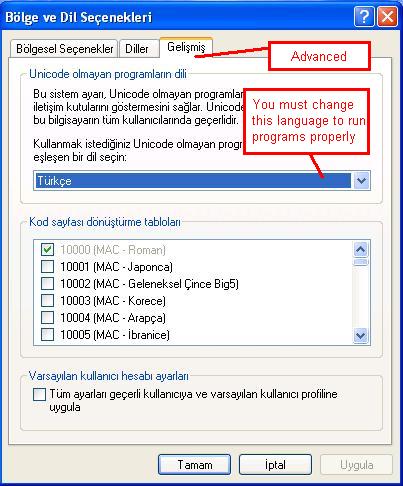 Bölge ve Dil Seçenekleri
Bölgesel Seçenekler
Diller
Gelişmiş
Advanced
Unicode olmayan programların dili
Bu sistem ayarı, Unicode olmayan programlar
iletişim kutularını göstermesini sağlar. Unicode
bu bilgisayarın tüm kullanıcılarında geçerlidir.
You must change
this language to run
programs properly
Kullanmak istediğiniz Unicode olmayan progr
eşleşen bir dil seçin:
Türkçe
Kod sayfası dönüştürme tabloları
10000 (MAC - Roman)
10001 (MAC - Japonca)
10002 (MAC - Geleneksel Çince Big5)
10003 (MAC - Korece)
10004 (MAC - Arapça)
10005 (MAC - İbranice)
Varsayılan kullanıcı hesabı ayarları
Tüm ayarları geçerli kullanıcıya ve varsayılan kullanıcı profiline
uygula
Tamam
İptal
Uygula